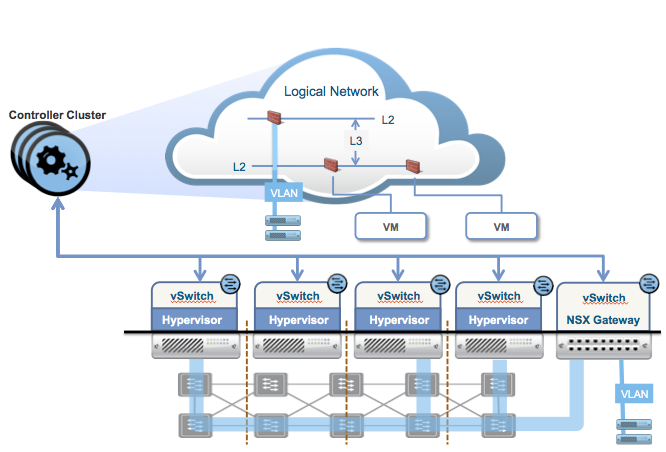 Controller Cluster
Logical Network
L2
L3
L2
VLAN
VM
VM
vSwitch
vSwitch
vSwitch
vSwitch
vSwitch
Hypervisor
Hypervisor
Hypervisor
Hypervisor
NSX Gateway
VLAN